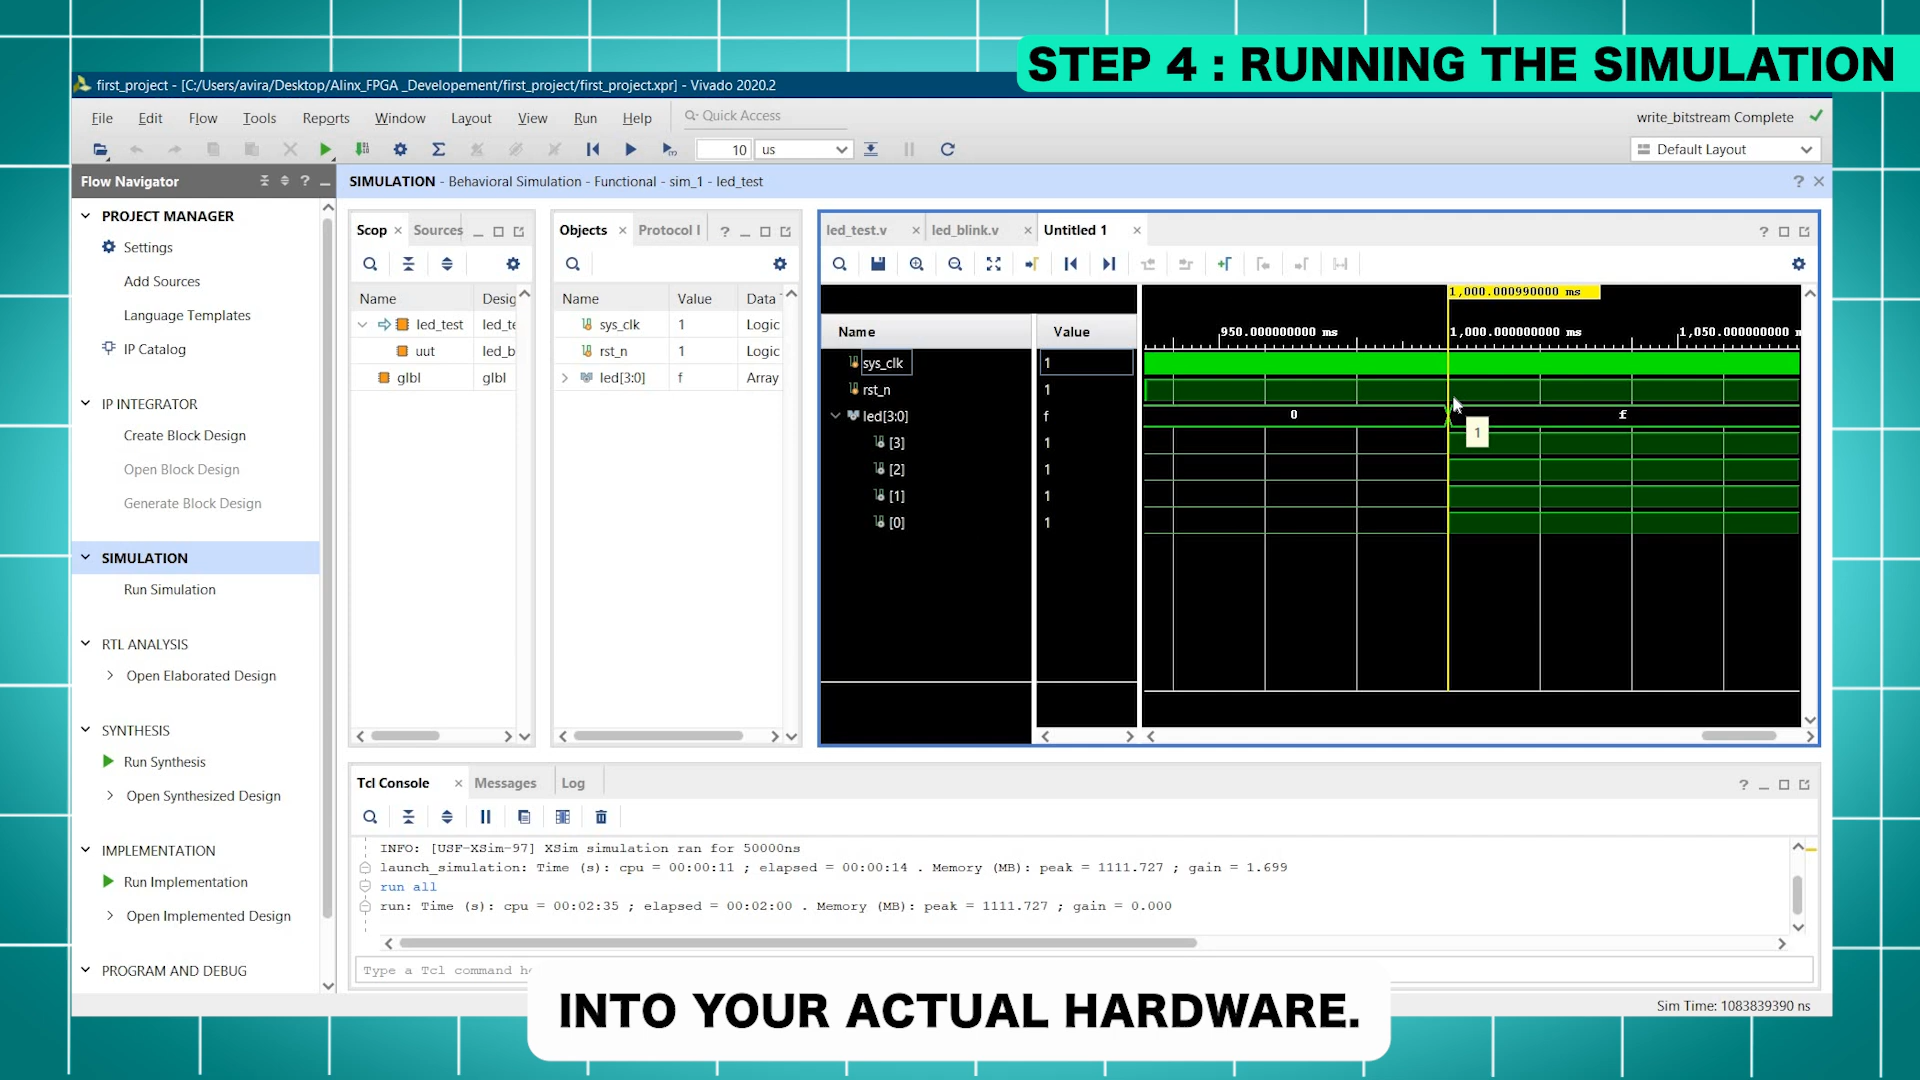 STEP 4 : RUNNING THE SIMULATION
first_project - [C:/Users/avira/Desktop/Alinx_FPGA _Developement/first_project/first_project.xpr] - Vivado 2020.2
File Edit Flow Tools Reports Window Layout View Run Help Quick Access
write_bitstream Complete
10 us
Default Layout
Flow Navigator
SIMULATION - Behavioral Simulation - Functional - sim_1 - led_test
PROJECT MANAGER
Settings
Add Sources
Language Templates
IP Catalog
IP INTEGRATOR
Create Block Design
Open Block Design
Generate Block Design
SIMULATION
Run Simulation
RTL ANALYSIS
Open Elaborated Design
SYNTHESIS
Run Synthesis
Open Synthesized Design
IMPLEMENTATION
Run Implementation
Open Implemented Design
PROGRAM AND DEBUG
Scop Sources
Name Desig
led_test led_te
uut led_b
glbl glbl
Objects Protocol I
Name Value Data
sys_clk 1 Logic
rst_n 1 Logic
led[3:0] f Array
led_test.v led_blink.v Untitled 1
1,000.000990000 ms
Name Value
950.000000000 ms 1,000.000000000 ms 1,050.000000000 m
sys_clk 1
rst_n 1
led[3:0] f 0 f
[3] 1
1
[2] 1
[1] 1
[0] 1
Tcl Console Messages Log
INFO: [USF-XSim-97] XSim simulation ran for 50000ns
launch_simulation: Time (s): cpu = 00:00:11 ; elapsed = 00:00:14 . Memory (MB): peak = 1111.727 ; gain = 1.699
run all
run: Time (s): cpu = 00:02:35 ; elapsed = 00:02:00 . Memory (MB): peak = 1111.727 ; gain = 0.000
Type a Tcl command he
INTO YOUR ACTUAL HARDWARE.
Sim Time: 1083839390 ns